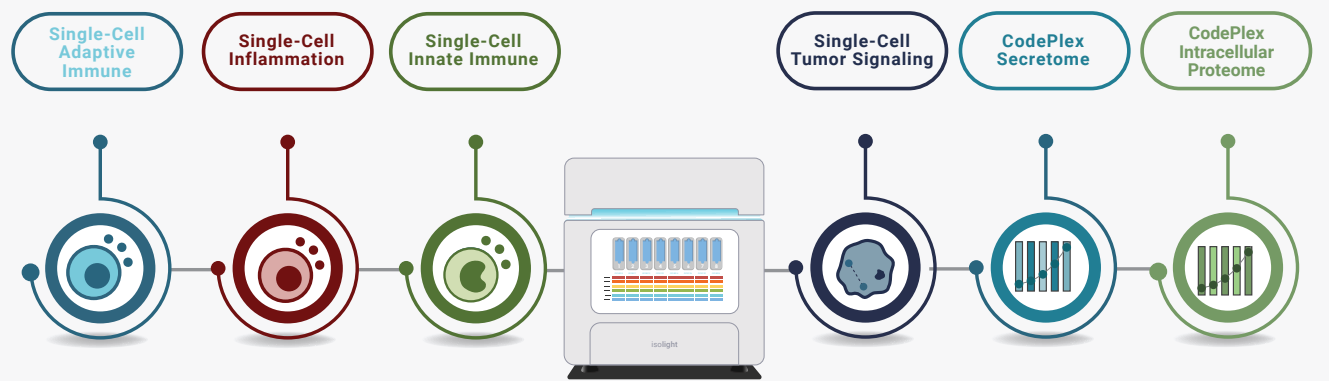 Single-Cell
Adaptive
Immune
Single-Cell
Inflammation
Single-Cell
Innate Immune
Single-Cell
Tumor Signaling
CodePlex
Secretome
CodePlex
Intracellular
Proteome
isolight